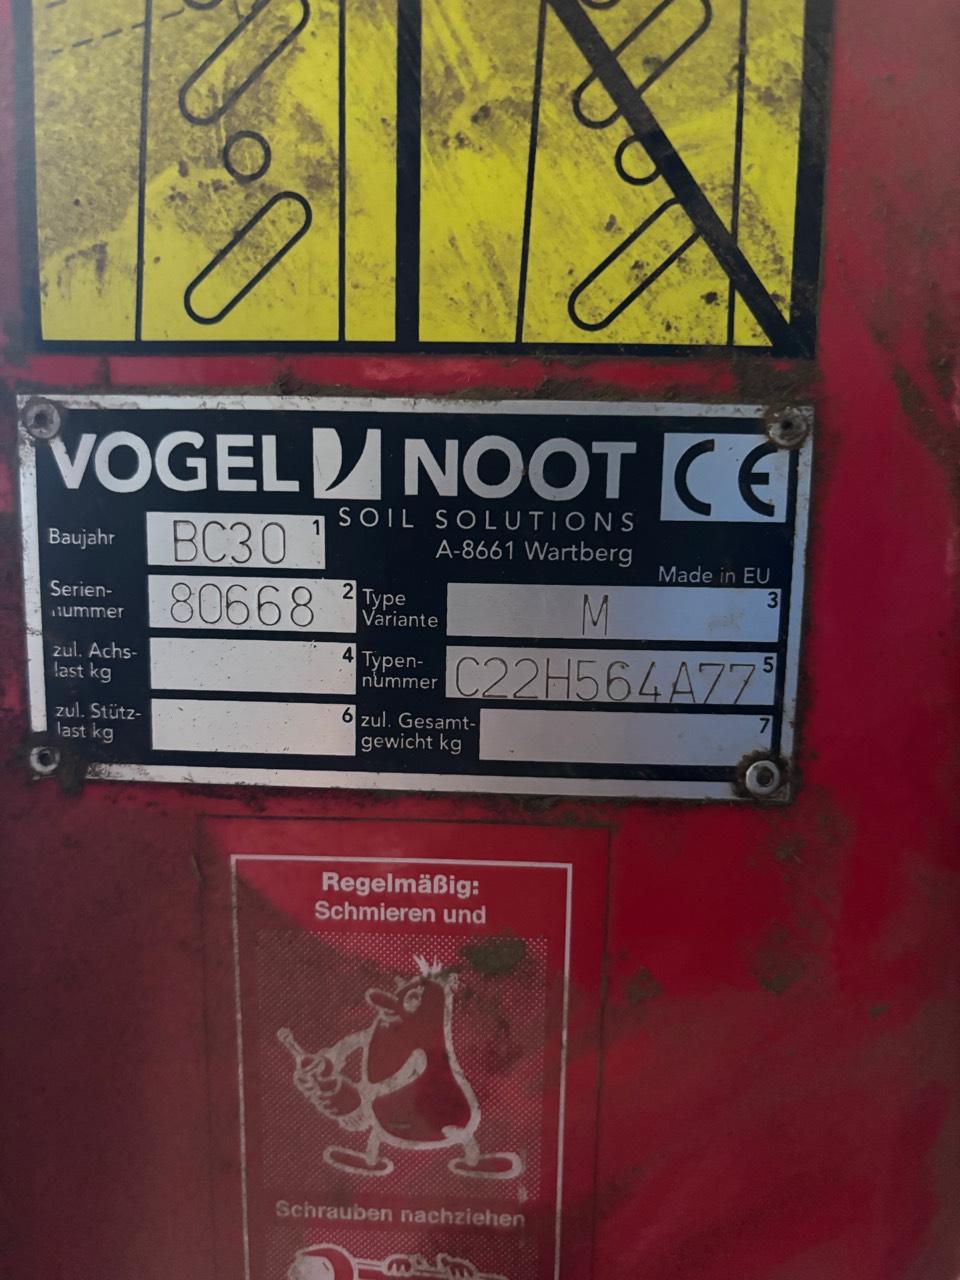 VOGEL NOOT
CE
SOIL SOLUTIONS
A-8661 Wartberg
Made in EU
Baujahr BC30 1
Serien-
nummer 80668 2
Type
Variante M 3
zul. Achs-
last kg 4
Typen-
nummer C22H564A77 5
zul. Stütz-
last kg 6
zul. Gesamt-
gewicht kg 7
Regelmäßig:
Schmieren und
Schrauben nachziehen